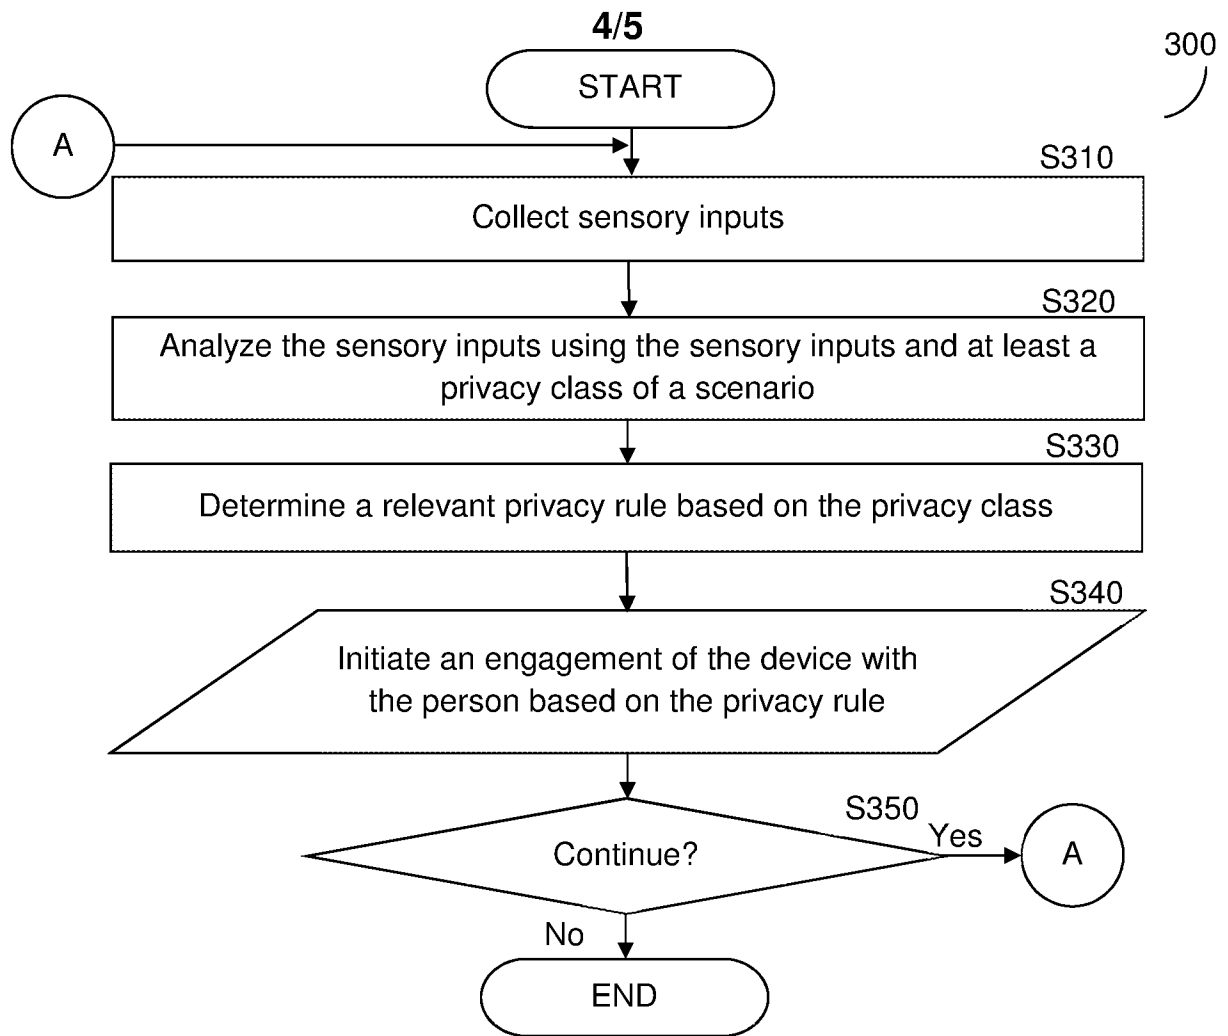 4/5
300
START
A
S310
Collect sensory inputs
S320
Analyze the sensory inputs using the sensory inputs and at least a
privacy class of a scenario
S330
Determine a relevant privacy rule based on the privacy class
S340
Initiate an engagement of the device with
the person based on the privacy rule
S350
Continue?
Yes
A
No
END